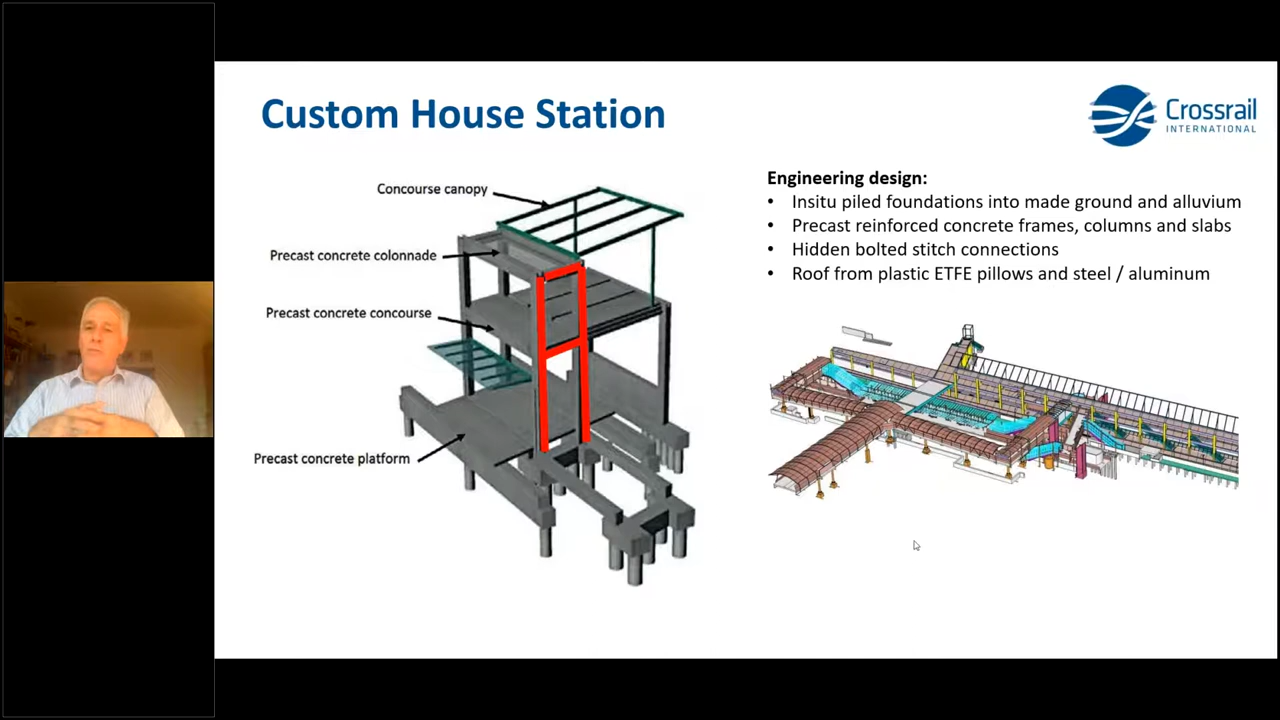 Custom House Station
Crossrail
INTERNATIONAL
Concourse canopy
Precast concrete colonnade
Precast concrete concourse
Precast concrete platform
Engineering design:
• Insitu piled foundations into made ground and alluvium
• Precast reinforced concrete frames, columns and slabs
• Hidden bolted stitch connections
• Roof from plastic ETFE pillows and steel / aluminum